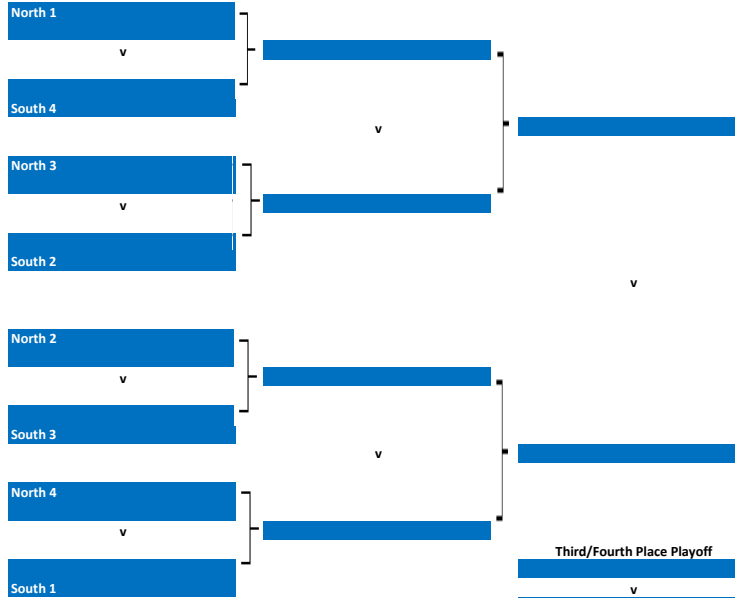 North 1
v
South 4
v
North 3
v
South 2
v
North 2
v
South 3
v
North 4
v
South 1
Third/Fourth Place Playoff
v